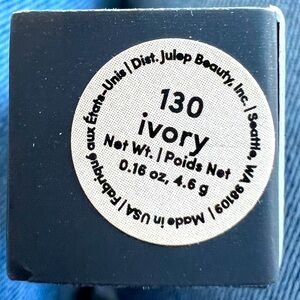 130
ivory
Net Wt. | Poids Net
0.16 oz, 4.6 g
Made in USA | Fabriqué aux États-Unis | Dist. Julep Beauty, Inc. | Seattle, WA 98109 |